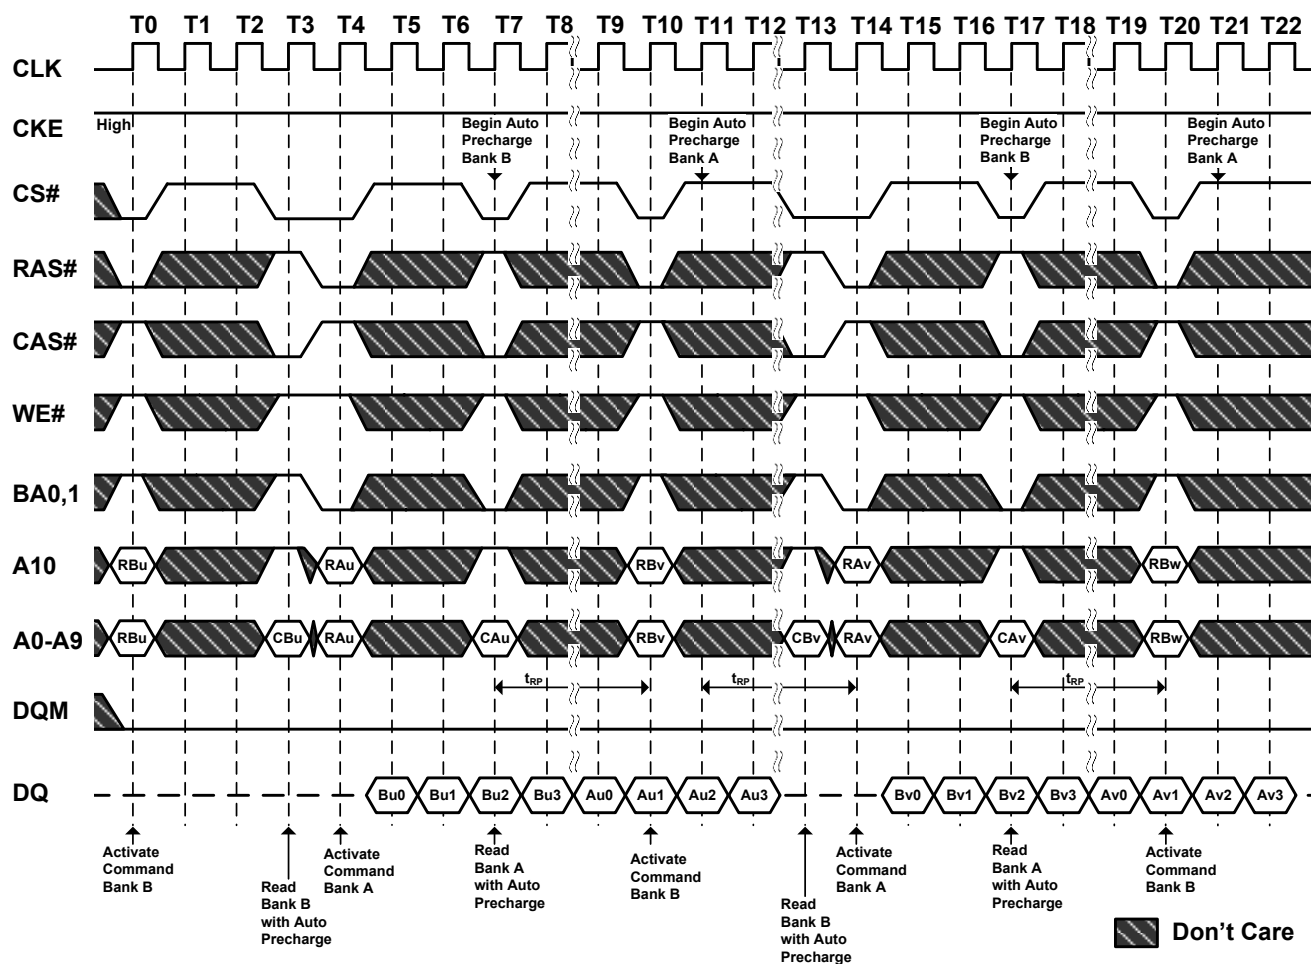 T0 T1 T2 T3 T4 T5 T6 T7 T8 T9 T10 T11 T12 T13 T14 T15 T16 T17 T18 T19 T20 T21 T22
CLK
CKE
High
Begin Auto
Precharge
Bank B
Begin Auto
Precharge
Bank A
Begin Auto
Precharge
Bank B
Begin Auto
Precharge
Bank A
CS#
RAS#
CAS#
WE#
BA0,1
A10
RBu RAu RBv RAv RBw
A0-A9
RBu CBu RAu CAu RBv CBv RAv CAv RBw
tRP tRP tRP
DQM
DQ
Bu0 Bu1 Bu2 Bu3 Au0 Au1 Au2 Au3 Bv0 Bv1 Bv2 Bv3 Av0 Av1 Av2 Av3
Activate
Command
Bank B
Read
Bank B
with Auto
Precharge
Activate
Command
Bank A
Read
Bank A
with Auto
Precharge
Activate
Command
Bank B
Read
Bank B
with Auto
Precharge
Activate
Command
Bank A
Read
Bank A
with Auto
Precharge
Activate
Command
Bank B
Don't Care